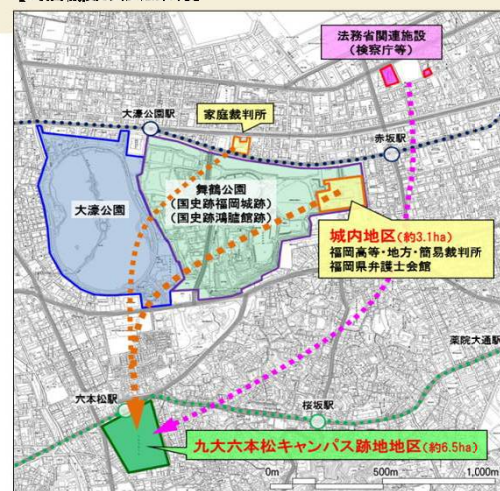 法務省関連施設
(検察庁等)
大濠公園駅
家庭裁判所
赤坂駅
大濠公園
舞鶴公園
(国史跡福岡城跡)
(国史跡鴻臚館跡)
城内地区(約3.1ha)
福岡高等・地方・簡易裁判所
福岡県弁護士会館
薬院大通駅
六本松駅
桜坂駅
九大六本松キャンパス跡地地区(約6.5ha)
0m 500m 1,000m